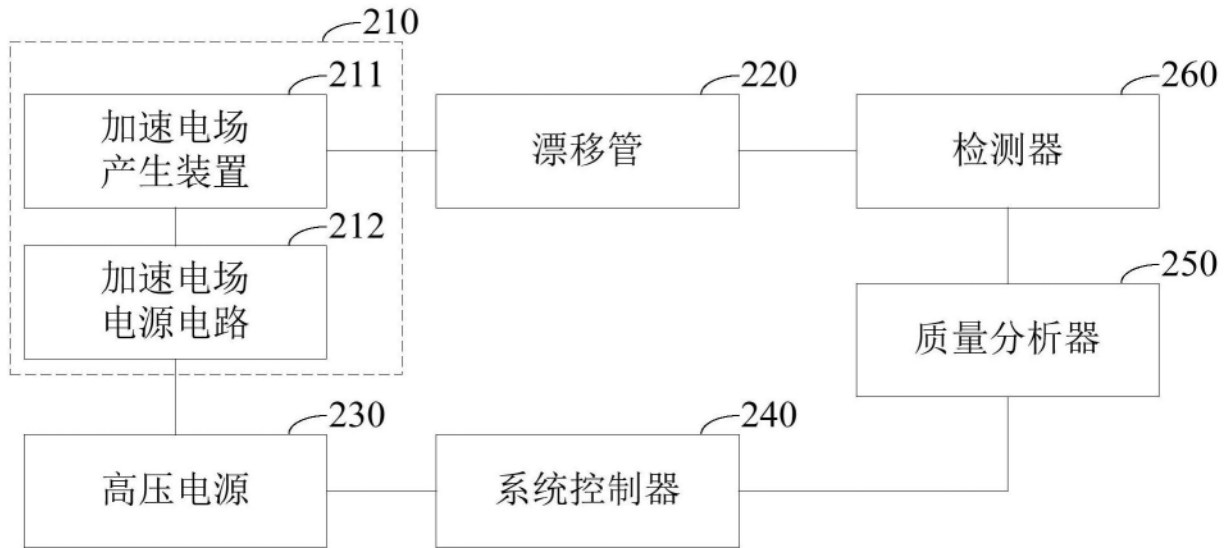 210
211
加速电场
产生装置
220
漂移管
260
检测器
212
加速电场
电源电路
250
质量分析器
230
高压电源
240
系统控制器